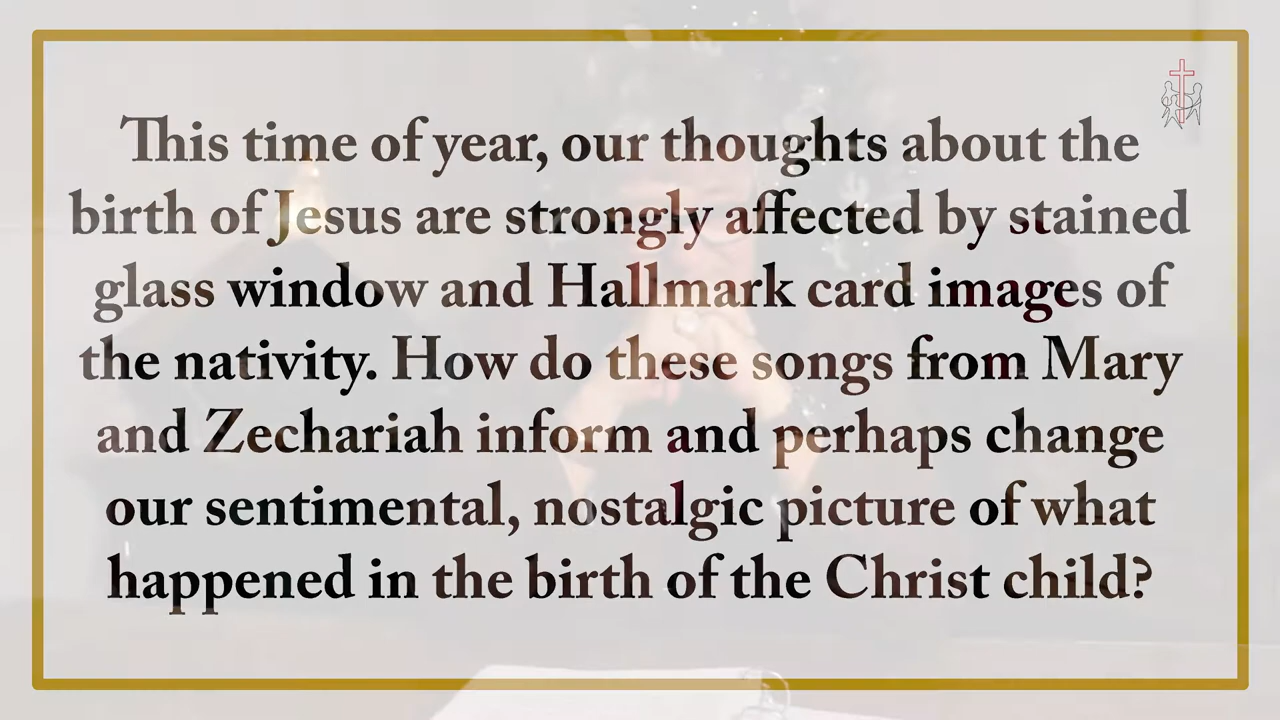 This time of year, our thoughts about the
birth of Jesus are strongly affected by stained
glass window and Hallmark card images of
the nativity. How do these songs from Mary
and Zechariah inform and perhaps change
our sentimental, nostalgic picture of what
happened in the birth of the Christ child?